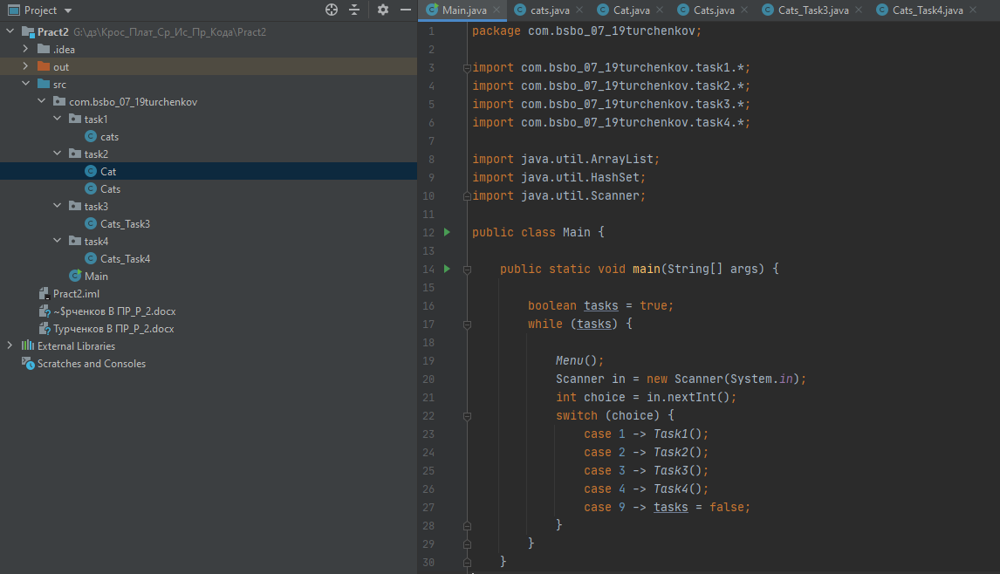 Project
Pract2 G:\дз\Крос_Плат_Ср_Ис_Пр_Кода\Pract2
.idea
out
src
com.bsbo_07_19turchenkov
task1
cats
task2
Cat
Cats
task3
Cats_Task3
task4
Cats_Task4
Main
Pract2.iml
~$рченков В ПР_Р_2.docx
Турченков В ПР_Р_2.docx
External Libraries
Scratches and Consoles
Main.java cats.java Cat.java Cats.java Cats_Task3.java Cats_Task4.java
1 package com.bsbo_07_19turchenkov;
2
3 import com.bsbo_07_19turchenkov.task1.*;
4 import com.bsbo_07_19turchenkov.task2.*;
5 import com.bsbo_07_19turchenkov.task3.*;
6 import com.bsbo_07_19turchenkov.task4.*;
7
8 import java.util.ArrayList;
9 import java.util.HashSet;
10 import java.util.Scanner;
11
12 public class Main {
13
14 public static void main(String[] args) {
15
16 boolean tasks = true;
17 while (tasks) {
18
19 Menu();
20 Scanner in = new Scanner(System.in);
21 int choice = in.nextInt();
22 switch (choice) {
23 case 1 -> Task1();
24 case 2 -> Task2();
25 case 3 -> Task3();
26 case 4 -> Task4();
27 case 9 -> tasks = false;
28 }
29 }
30 }